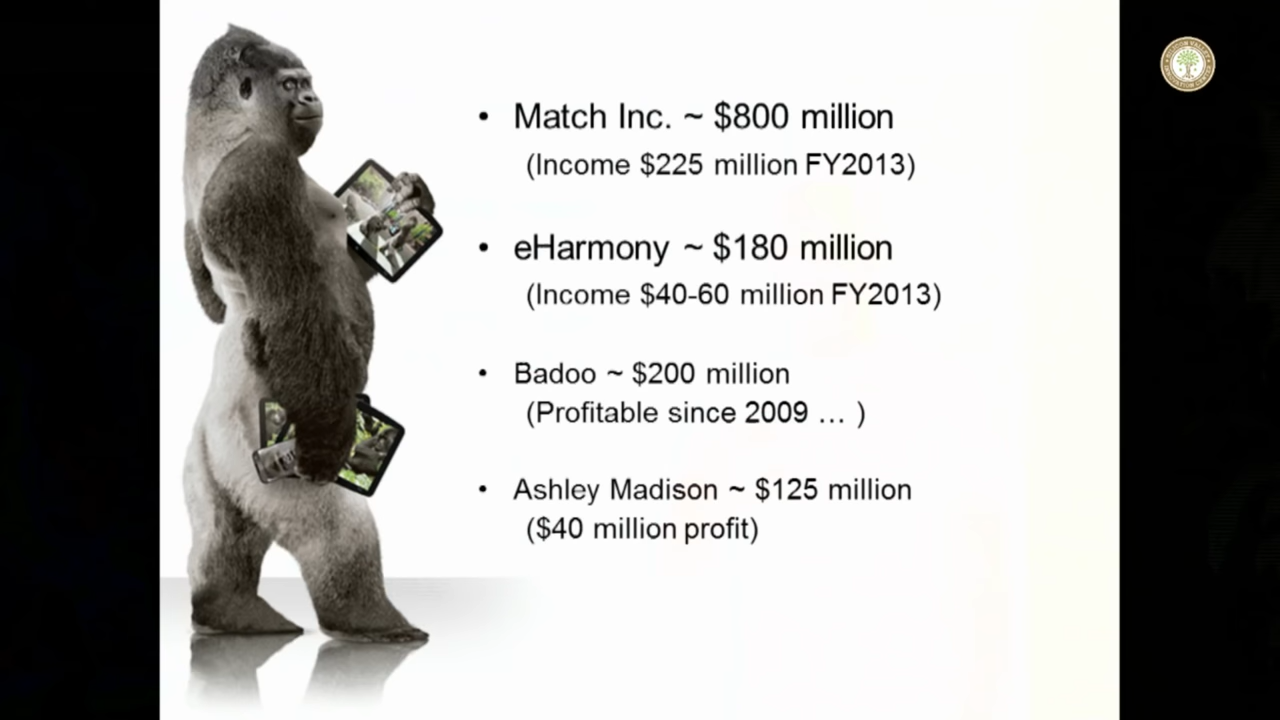 • Match Inc. ~ $800 million
(Income $225 million FY2013)
• eHarmony ~ $180 million
(Income $40-60 million FY2013)
• Badoo ~ $200 million
(Profitable since 2009 … )
• Ashley Madison ~ $125 million
($40 million profit)